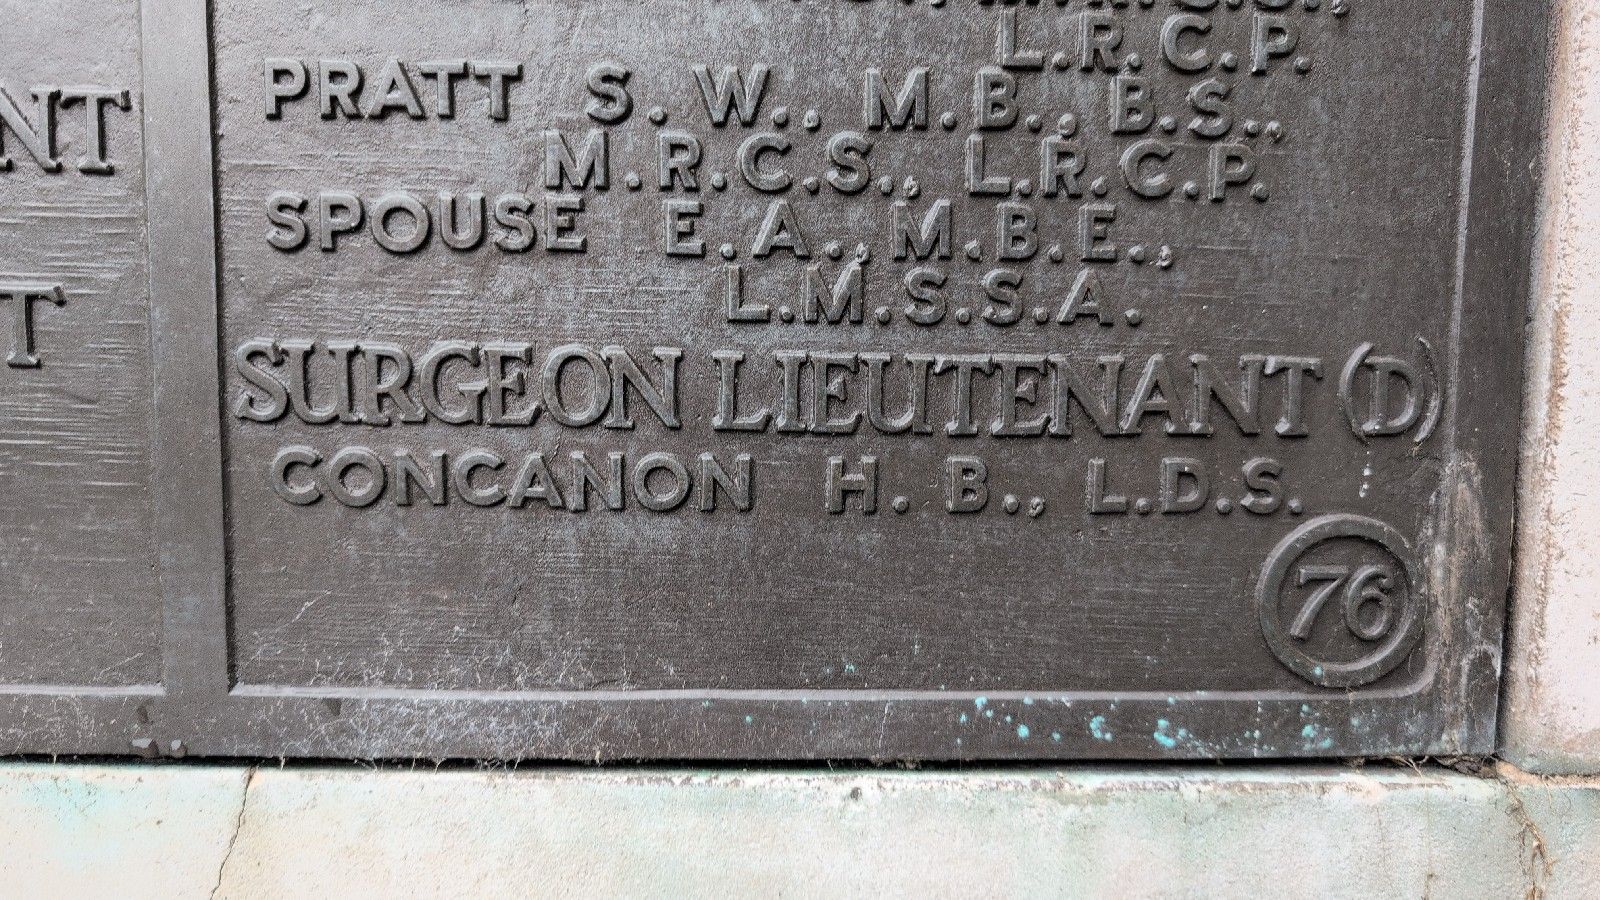 L.R.C.P.
PRATT S. W., M.B., B.S.,
M.R.C.S., L.R.C.P.
SPOUSE E.A., M.B.E.,
L.M.S.S.A.
SURGEON LIEUTENANT (D)
CONCANON H. B., L.D.S.
76